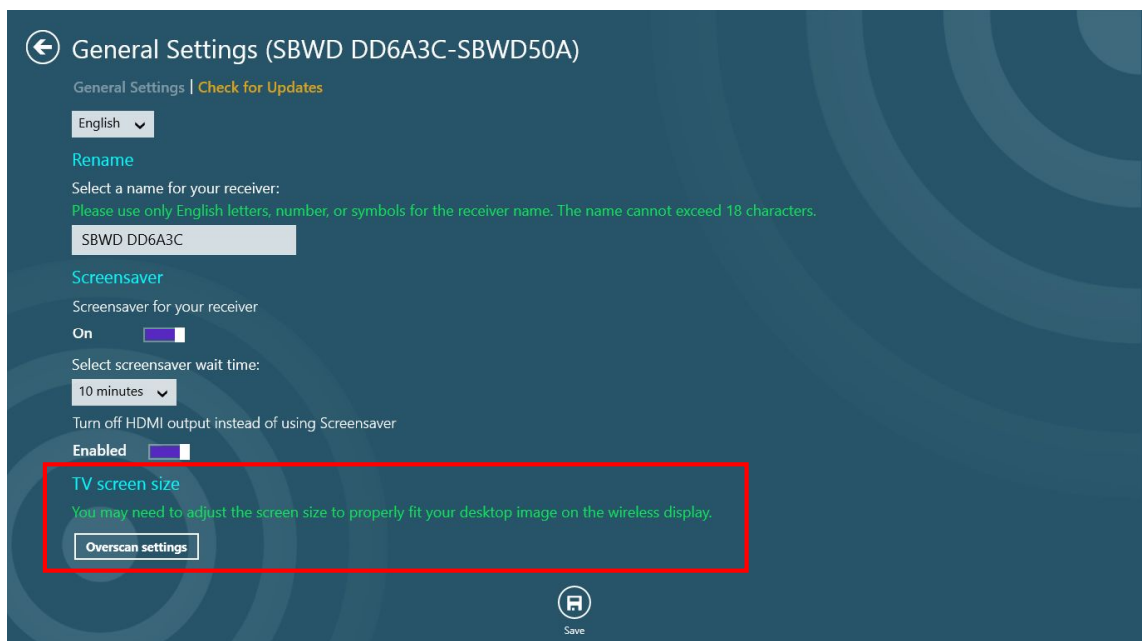 General Settings (SBWD DD6A3C-SBWD50A)
General Settings | Check for Updates
English
Rename
Select a name for your receiver:
Please use only English letters, number, or symbols for the receiver name. The name cannot exceed 18 characters.
SBWD DD6A3C
Screensaver
Screensaver for your receiver
On
Select screensaver wait time:
10 minutes
Turn off HDMI output instead of using Screensaver
Enabled
TV screen size
You may need to adjust the screen size to properly fit your desktop image on the wireless display.
Overscan settings
Save